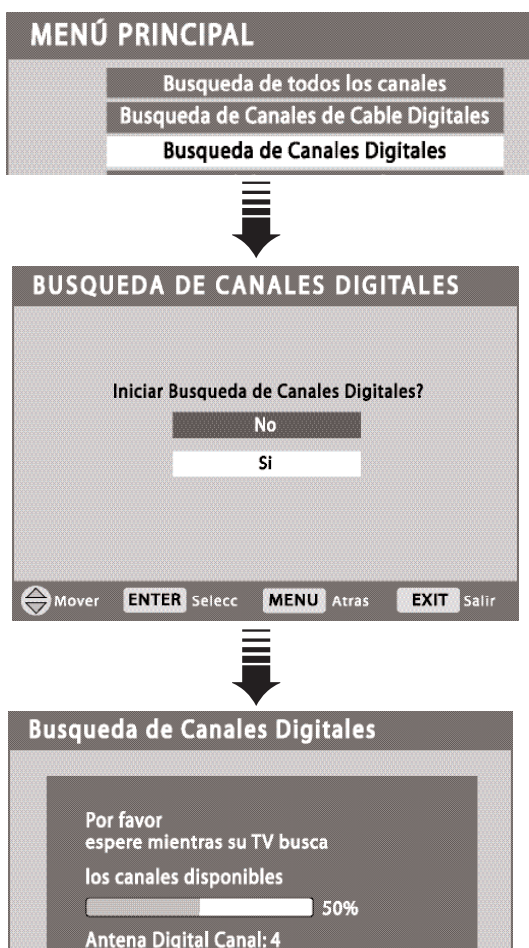 MENÚ PRINCIPAL
Busqueda de todos los canales
Busqueda de Canales de Cable Digitales
Busqueda de Canales Digitales
BUSQUEDA DE CANALES DIGITALES
Iniciar Busqueda de Canales Digitales?
No
Si
Mover ENTER Selecc MENU Atras EXIT Salir
Busqueda de Canales Digitales
Por favor
espere mientras su TV busca
los canales disponibles
50%
Antena Digital Canal: 4